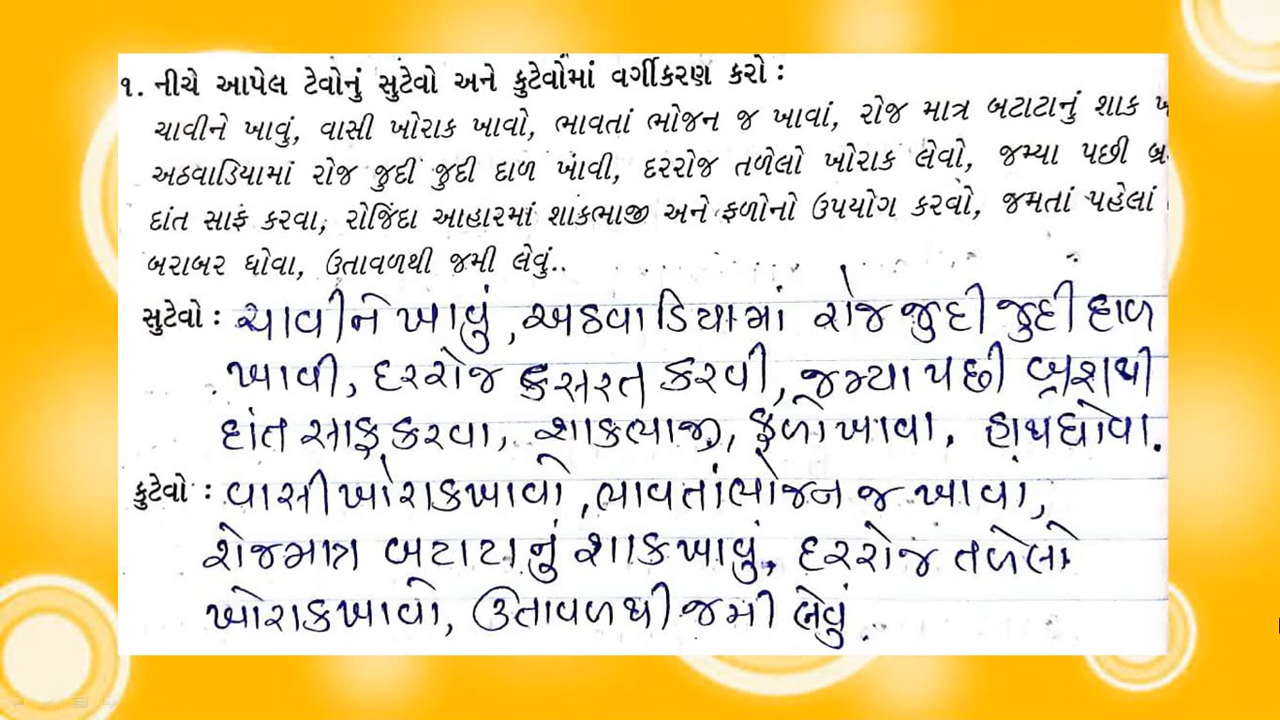 ૧. નીચે આપેલ ટેવોનું સુટેવો અને કુટેવોમાં વર્ગીકરણ કરો :
ચાવીને ખાવું, વાસી ખોરાક ખાવો, ભાવતાં ભોજન જ ખાવાં, રોજ માત્ર બટાટાનું શાક
અઠવાડિયામાં રોજ જુદી જુદી દાળ ખાવી, દરરોજ તળેલો ખોરાક લેવો, જમ્યા પછી
દાંત સાફ કરવા, રોજિંદા આહારમાં શાકભાજી અને ફળોનો ઉપયોગ કરવો, જમતાં પહેલાં
બરાબર ધોવા, ઉતાવળથી જમી લેવું..
સુટેવો : ચાવીને ખાવું, અઠવાડિયામાં રોજ જુદી જુદી દાળ
ખાવી, દરરોજ કસરત કરવી, જમ્યા પછી બ્રશથી
દાંત સાફ કરવા, શાકભાજી, ફળો ખાવા, હાથ ધોવા.
કુટેવો : વાસી ખોરાક ખાવો, ભાવતાં ભોજન જ ખાવા,
રોજ માત્ર બટાટાનું શાક ખાવું, દરરોજ તળેલો
ખોરાક ખાવો, ઉતાવળથી જમી લેવું.